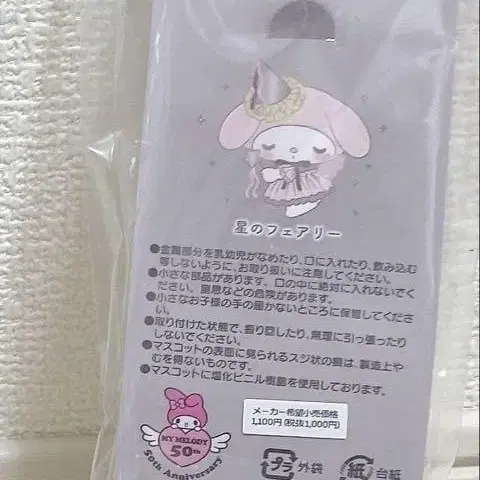 星のフェアリー
●金属部分を乳幼児がなめたり、口に入れたり、飲み込む
等しないように、お取り扱いに注意してください。
●小さな部品があります。口の中に絶対に入れないでく
ださい。窒息などの危険があります。
●小さなお子様の手の届かないところに保管してくださ
い。
●取り付けた状態で、振り回したり、無理に引っ張ったり
しないでください。
●マスコットの表面に見られるスジ状の痕は、製造上や
むを得ないものです。
●マスコットに塩化ビニル樹脂を使用しております。
メーカー希望小売価格
1,100円(税抜1,000円)
MY MELODY
50th
50th Anniversary
プラ 外袋
紙 台紙